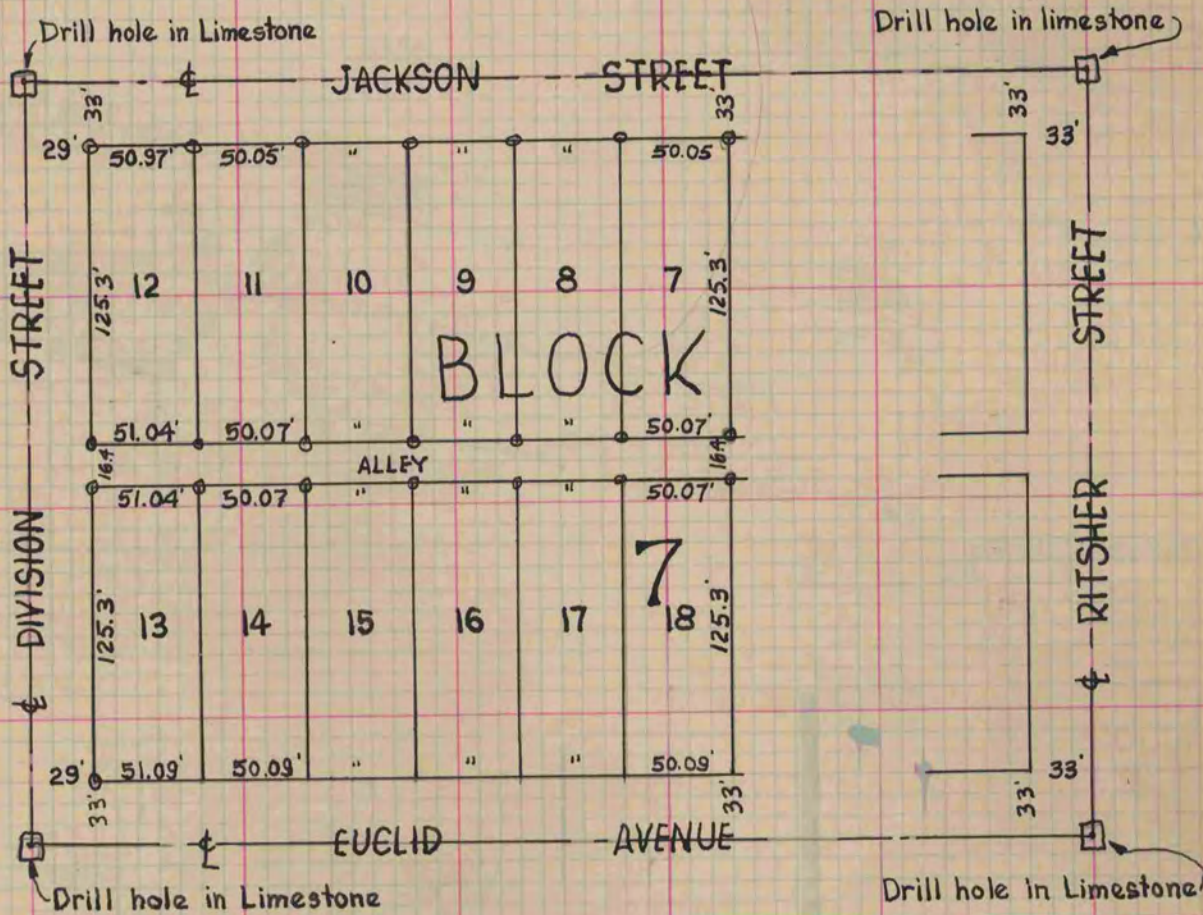 Drill hole in Limestone
Drill hole in limestone
℄ JACKSON STREET
33' 33' 33'
29' 50.97' 50.05' " " " 50.05 33'
125.3' 12 11 10 9 8 7 125.3'
DIVISION STREET
RITSHER STREET
BLOCK
51.04' 50.07' " " " 50.07'
16.4 ALLEY 16.4
51.04' 50.07 " " " 50.07'
7
125.3' 13 14 15 16 17 18 125.3'
℄ ℄
29' 51.09' 50.09' " " " 50.09' 33'
33' 33' 33'
℄ EUCLID AVENUE
Drill hole in Limestone
Drill hole in Limestone